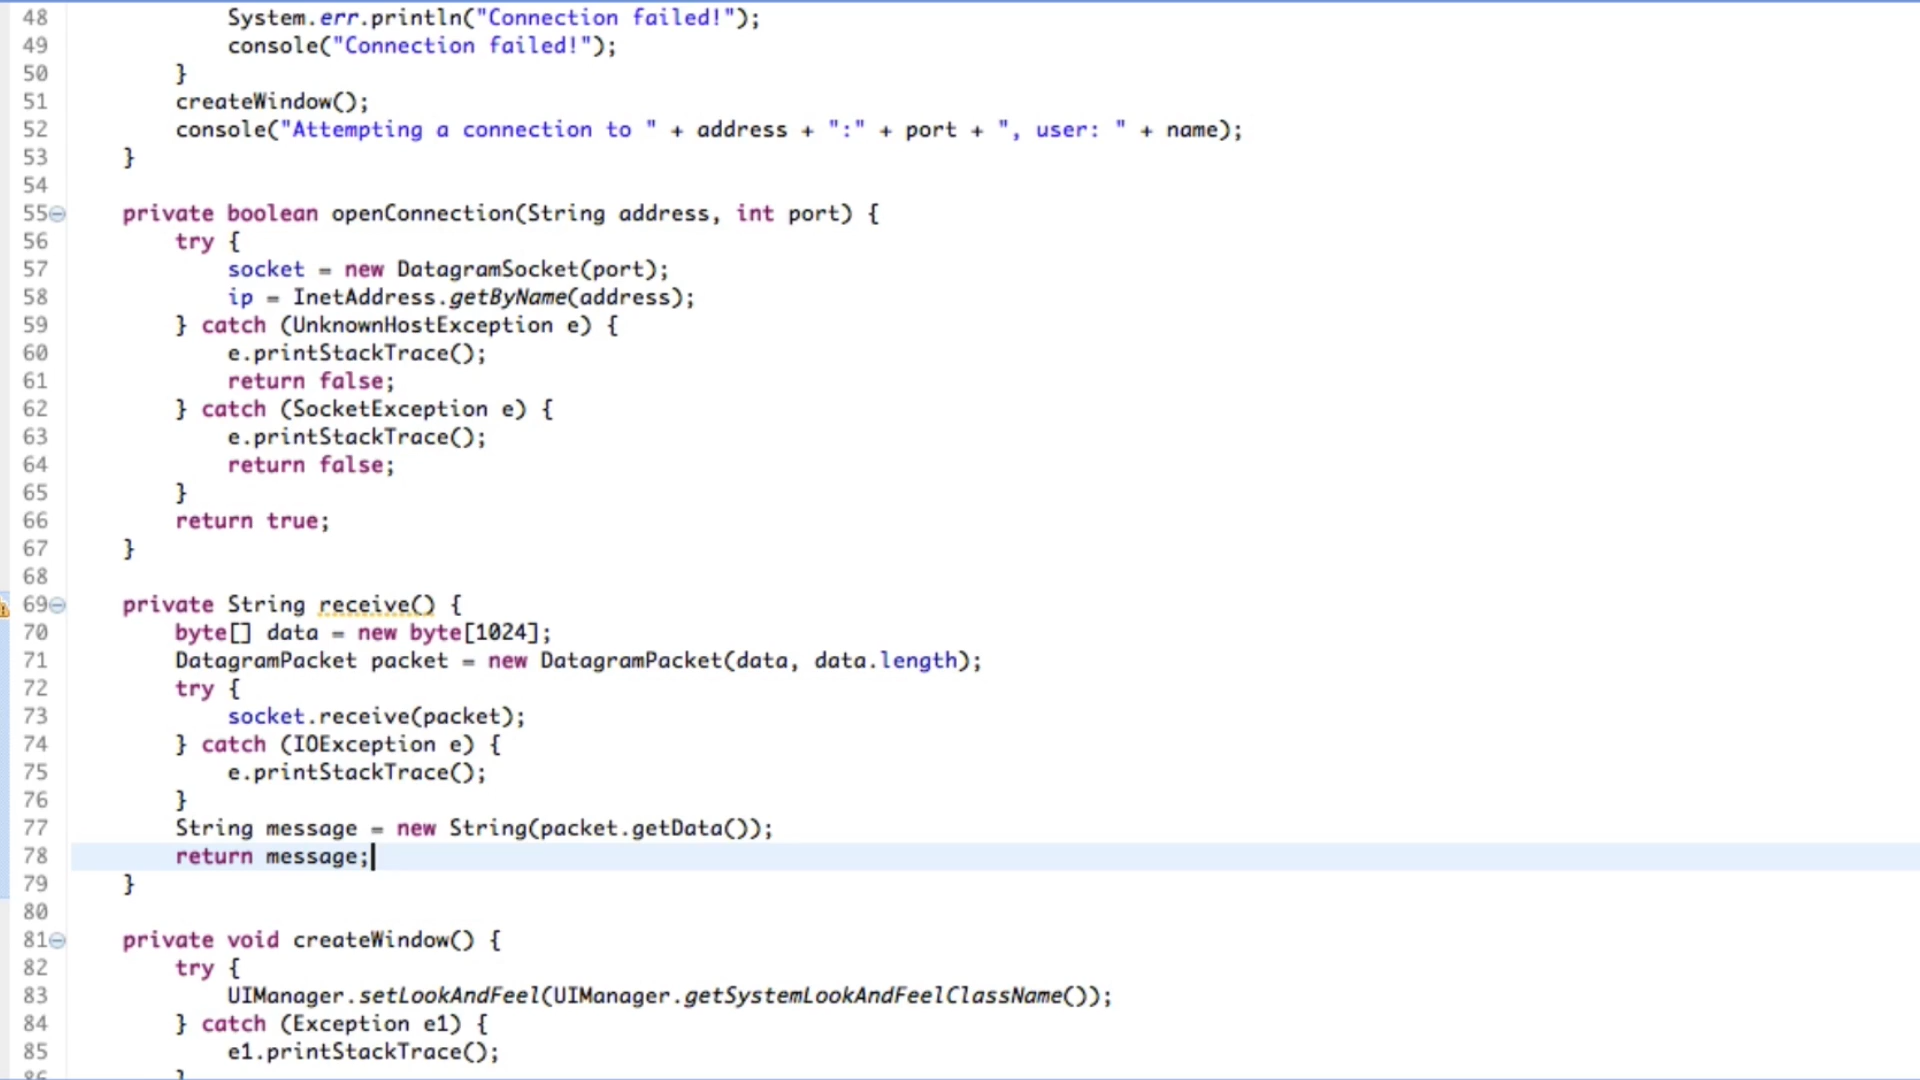 48 System.err.println("Connection failed!");
49 console("Connection failed!");
50 }
51 createWindow();
52 console("Attempting a connection to " + address + ":" + port + ", user: " + name);
53 }
54
55 private boolean openConnection(String address, int port) {
56 try {
57 socket = new DatagramSocket(port);
58 ip = InetAddress.getByName(address);
59 } catch (UnknownHostException e) {
60 e.printStackTrace();
61 return false;
62 } catch (SocketException e) {
63 e.printStackTrace();
64 return false;
65 }
66 return true;
67 }
68
69 private String receive() {
70 byte[] data = new byte[1024];
71 DatagramPacket packet = new DatagramPacket(data, data.length);
72 try {
73 socket.receive(packet);
74 } catch (IOException e) {
75 e.printStackTrace();
76 }
77 String message = new String(packet.getData());
78 return message;
79 }
80
81 private void createWindow() {
82 try {
83 UIManager.setLookAndFeel(UIManager.getSystemLookAndFeelClassName());
84 } catch (Exception e1) {
85 e1.printStackTrace();
86 }